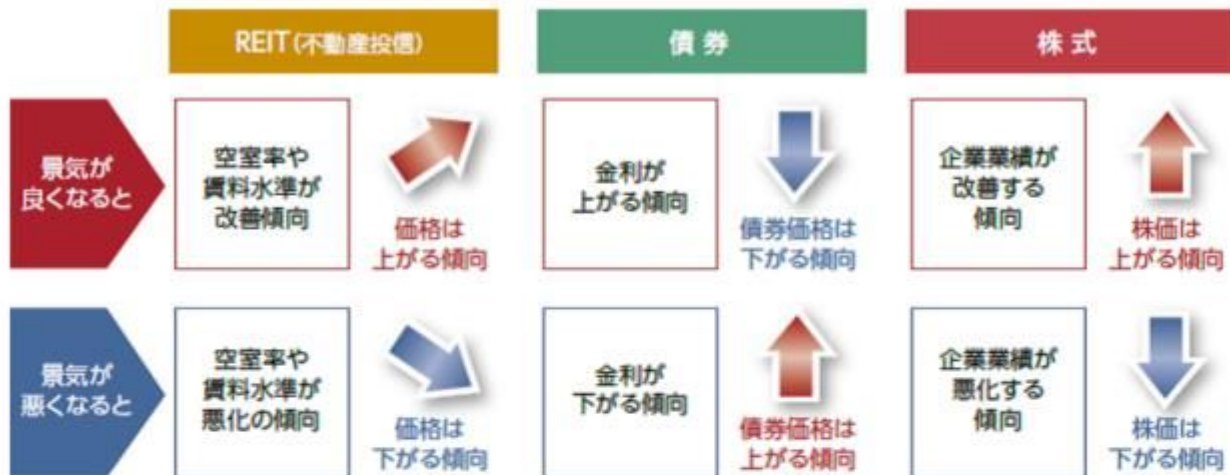 REIT(不動産投信)
債券
株式
景気が
良くなると
空室率や
賃料水準が
改善傾向
価格は
上がる傾向
金利が
上がる傾向
債券価格は
下がる傾向
企業業績が
改善する
傾向
株価は
上がる傾向
景気が
悪くなると
空室率や
賃料水準が
悪化の傾向
価格は
下がる傾向
金利が
下がる傾向
債券価格は
上がる傾向
企業業績が
悪化する
傾向
株価は
下がる傾向